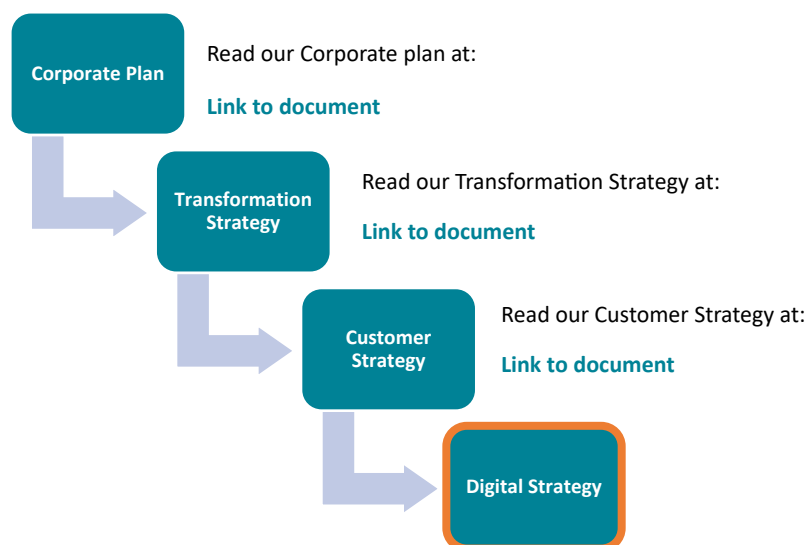 Corporate Plan
Read our Corporate plan at:
Link to document
Transformation
Strategy
Read our Transformation Strategy at:
Link to document
Customer
Strategy
Read our Customer Strategy at:
Link to document
Digital Strategy